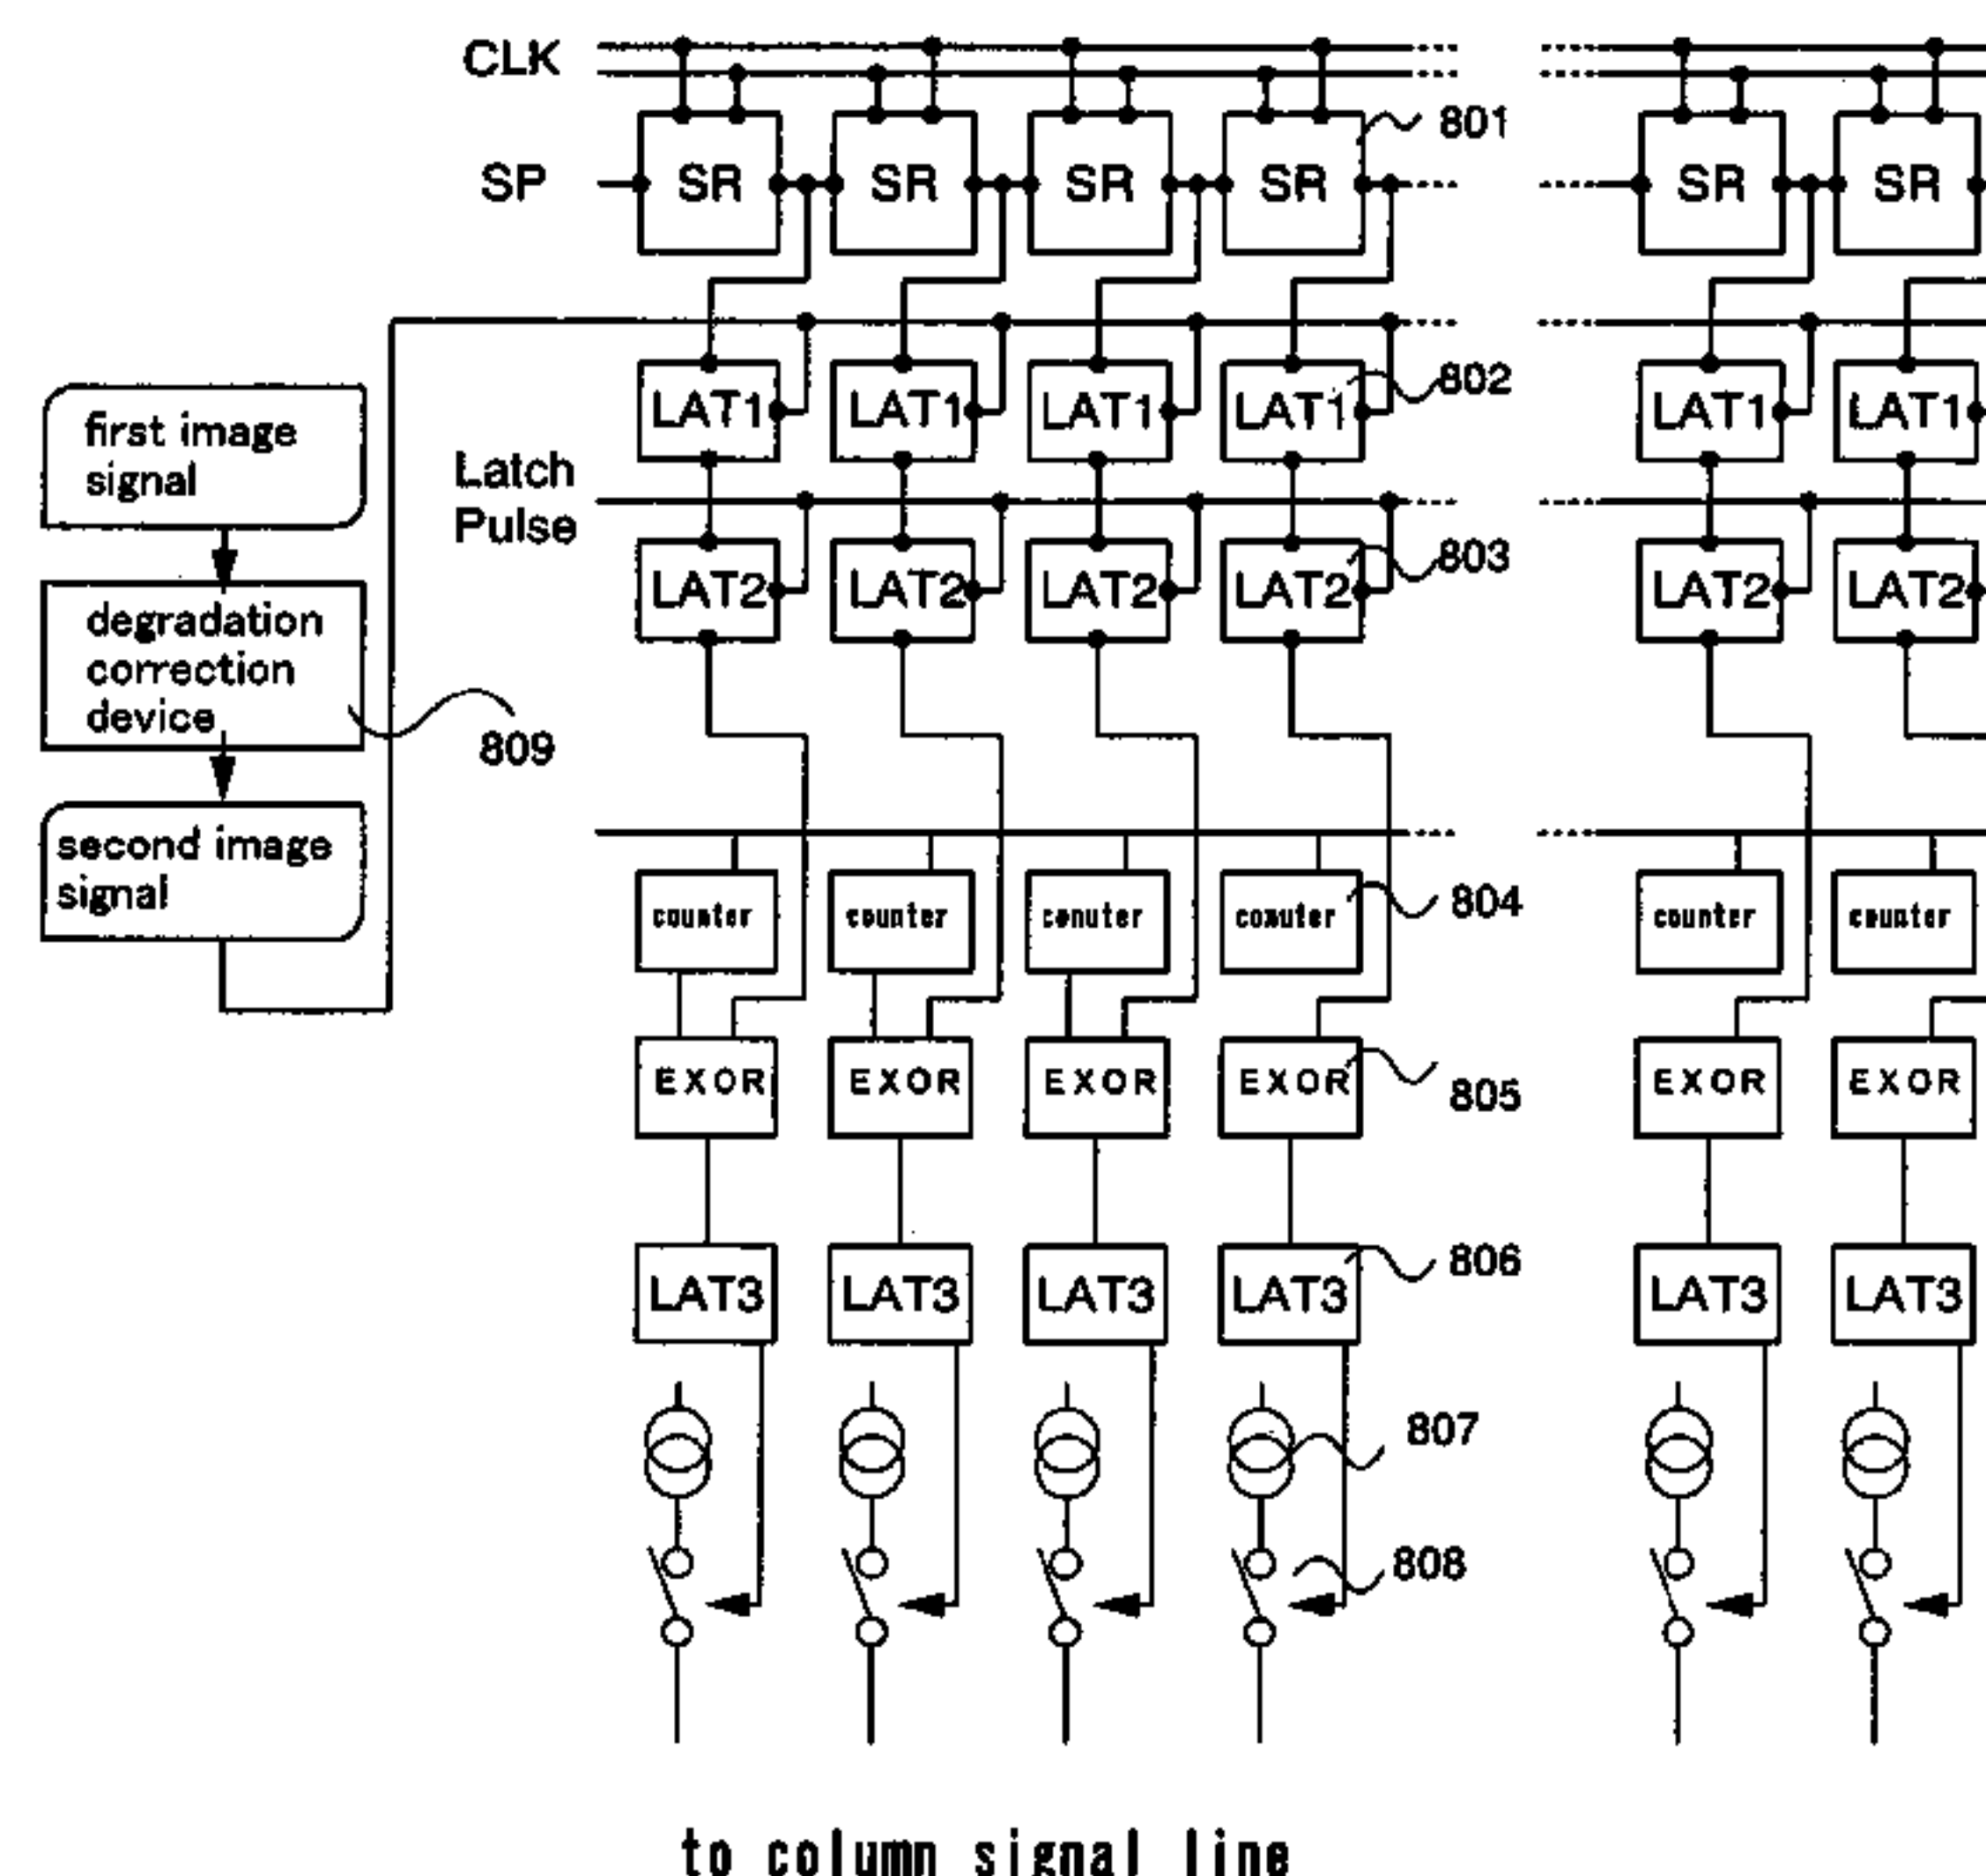 CLK
801
SP SR SR SR SR SR SR
first image
signal
LAT1 LAT1 LAT1 LAT1 802 LAT1 LAT1
Latch
Pulse
LAT2 LAT2 LAT2 LAT2 803 LAT2 LAT2
degradation
correction
device
809
second image
signal
counter counter conuter conuter 804 counter counter
EXOR EXOR EXOR EXOR 805 EXOR EXOR
LAT3 LAT3 LAT3 LAT3 806 LAT3 LAT3
807
808
to column signal line